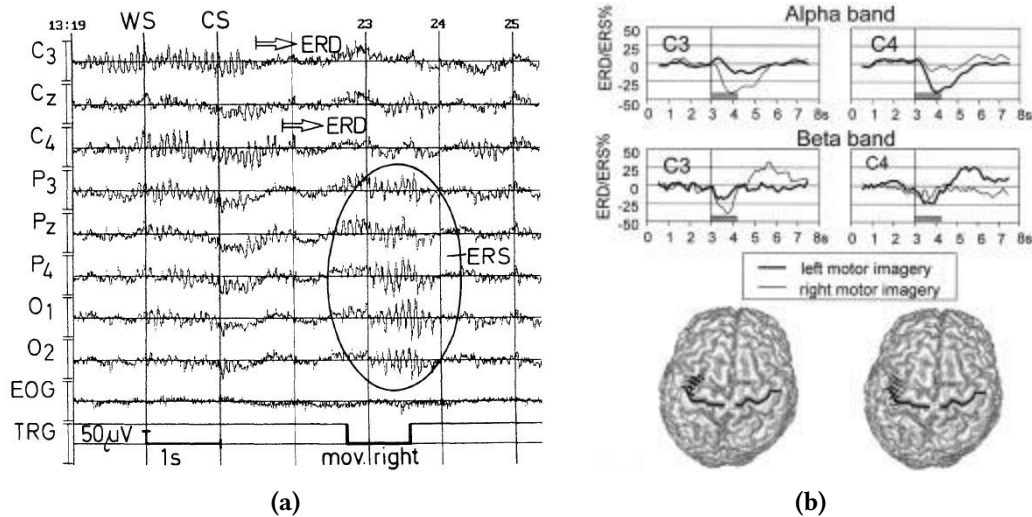 WS CS
13:19 23 24 25
C3
⇒ ERD
Cz
C4
⇒ ERD
P3
Pz
P4
ERS
O1
O2
EOG
TRG
50µV
1s
mov. right
(a)
Alpha band
ERD/ERS%
50
25
0
-25
-50
C3
C4
0 1 2 3 4 5 6 7 8s
0 1 2 3 4 5 6 7 8s
Beta band
ERD/ERS%
50
25
0
-25
-50
C3
C4
0 1 2 3 4 5 6 7 8s
0 1 2 3 4 5 6 7 8s
left motor imagery
right motor imagery
(b)